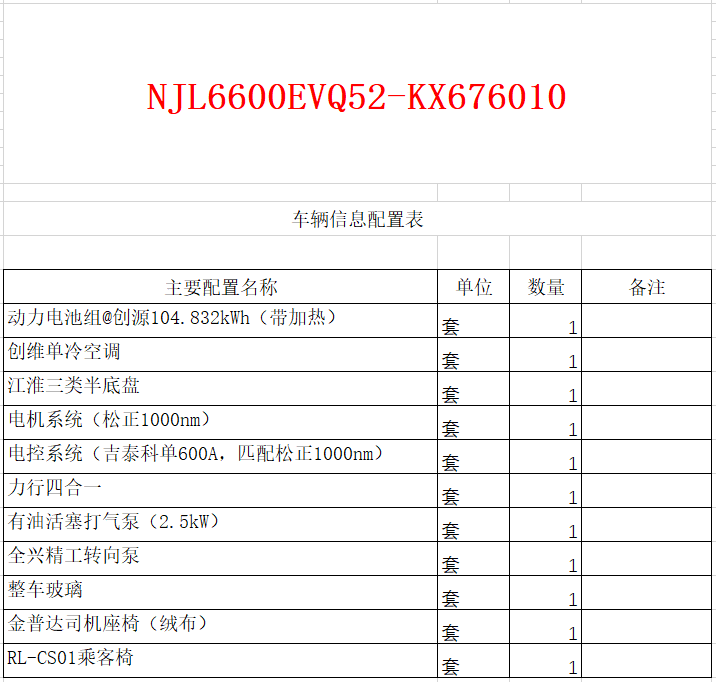 NJL6600EVQ52-KX676010
车辆信息配置表
主要配置名称 单位 数量 备注
动力电池组@创源104.832kWh（带加热） 套 1
创维单冷空调 套 1
江淮三类半底盘 套 1
电机系统（松正1000nm） 套 1
电控系统（吉泰科单600A，匹配松正1000nm） 套 1
力行四合一 套 1
有油活塞打气泵（2.5kW） 套 1
全兴精工转向泵 套 1
整车玻璃 套 1
金普达司机座椅（绒布） 套 1
RL-CS01乘客椅 套 1